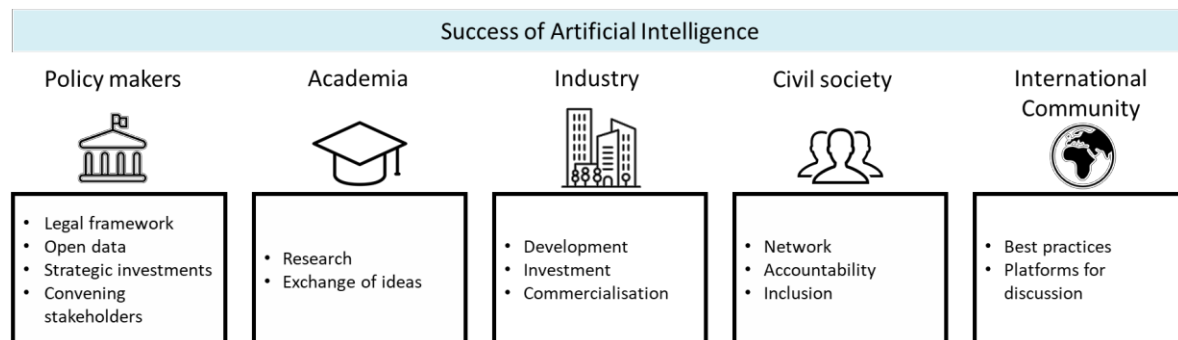 Success of Artificial Intelligence
Policy makers
Academia
Industry
Civil society
International
Community
• Legal framework
• Open data
• Strategic investments
• Convening
stakeholders
• Research
• Exchange of ideas
• Development
• Investment
• Commercialisation
• Network
• Accountability
• Inclusion
• Best practices
• Platforms for
discussion